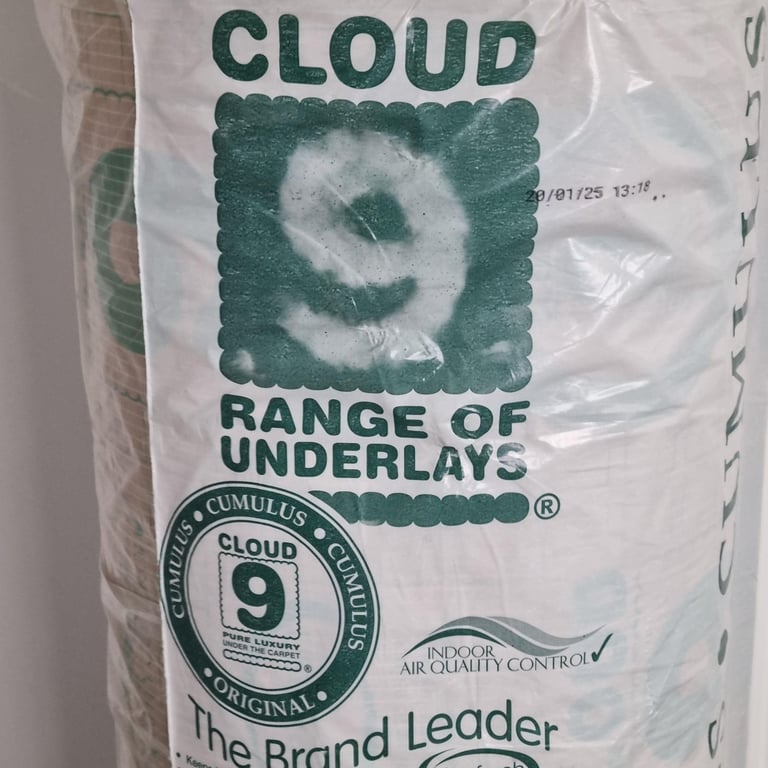 CLOUD
9
20/01/25 13:18
RANGE OF
UNDERLAYS
®
CUMULUS • CUMULUS • CUMULUS
CLOUD
9
PURE LUXURY
UNDER THE CARPET
®
• ORIGINAL •
INDOOR
AIR QUALITY CONTROL
The Brand Leader
• CUMULUS